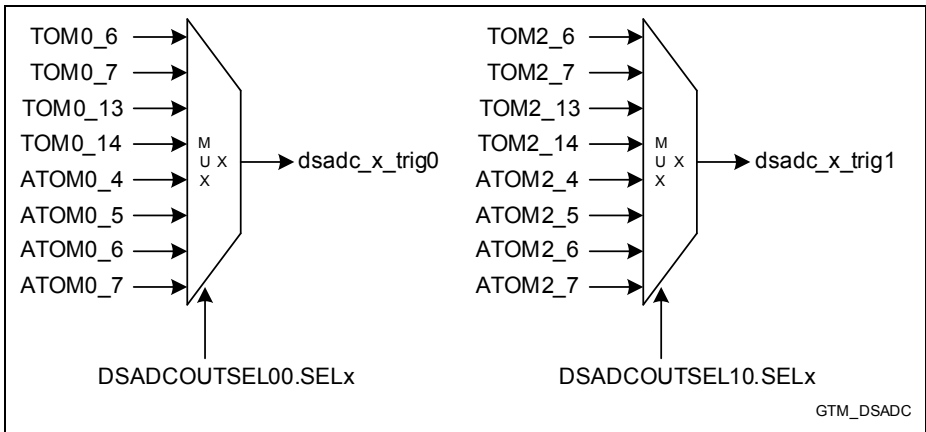 TOM0_6
TOM0_7
TOM0_13
TOM0_14
ATOM0_4
ATOM0_5
ATOM0_6
ATOM0_7
M
U X
X
dsadc_x_trig0
DSADCOUTSEL00.SELx
TOM2_6
TOM2_7
TOM2_13
TOM2_14
ATOM2_4
ATOM2_5
ATOM2_6
ATOM2_7
M
U X
X
dsadc_x_trig1
DSADCOUTSEL10.SELx
GTM_DSADC